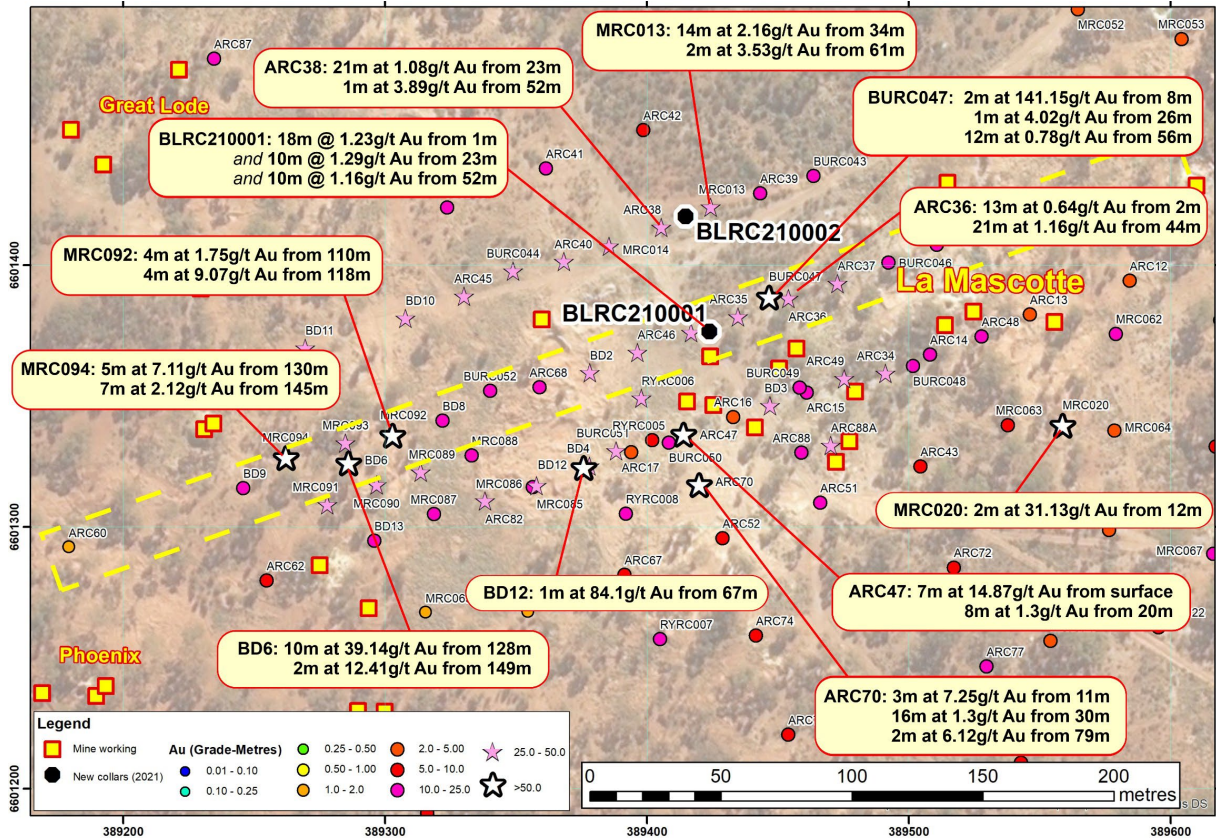 MRC052
MRC053
ARC87
MRC013: 14m at 2.16g/t Au from 34m
2m at 3.53g/t Au from 61m
ARC38: 21m at 1.08g/t Au from 23m
1m at 3.89g/t Au from 52m
Great Lode
BURC047: 2m at 141.15g/t Au from 8m
1m at 4.02g/t Au from 26m
12m at 0.78g/t Au from 56m
BLRC210001: 18m @ 1.23g/t Au from 1m
and 10m @ 1.29g/t Au from 23m
and 10m @ 1.16g/t Au from 52m
ARC42
ARC41
BURC043
ARC39
MRC013
ARC38
BLRC210002
ARC36: 13m at 0.64g/t Au from 2m
21m at 1.16g/t Au from 44m
MRC092: 4m at 1.75g/t Au from 110m
4m at 9.07g/t Au from 118m
6601400
MRC014
ARC40
BURC044
ARC45
BD10
BURC047
ARC37
BURC046
La Mascotte
ARC12
BLRC210001
ARC35
ARC36
ARC13
ARC48
MRC062
BD11
ARC46
BD2
ARC49
ARC34
ARC14
BURC048
MRC094: 5m at 7.11g/t Au from 130m
7m at 2.12g/t Au from 145m
BURC052
ARC68
RYRC006
BURC049
BD3
ARC15
ARC16
BD8
MRC092
MRC093
MRC094
BD6
MRC088
MRC089
BURC051
BD4
BD12
RYRC005
ARC17
ARC47
BURC050
ARC88
ARC88A
MRC063
MRC020
MRC064
ARC43
BD9
MRC091
MRC090
MRC087
MRC086
MRC085
ARC82
ARC70
RYRC008
ARC51
MRC020: 2m at 31.13g/t Au from 12m
6601300
ARC60
BD13
ARC52
ARC62
ARC67
ARC72
MRC067
BD12: 1m at 84.1g/t Au from 67m
ARC47: 7m at 14.87g/t Au from surface
8m at 1.3g/t Au from 20m
RYRC007
ARC74
BD6: 10m at 39.14g/t Au from 128m
2m at 12.41g/t Au from 149m
Phoenix
ARC77
ARC70: 3m at 7.25g/t Au from 11m
16m at 1.3g/t Au from 30m
2m at 6.12g/t Au from 79m
Legend
Mine working
New collars (2021)
Au (Grade-Metres)
0.01 - 0.10
0.10 - 0.25
0.25 - 0.50
0.50 - 1.00
1.0 - 2.0
2.0 - 5.00
5.0 - 10.0
10.0 - 25.0
25.0 - 50.0
>50.0
0 50 100 150 200
metres
6601200
389200 389300 389400 389500 389600